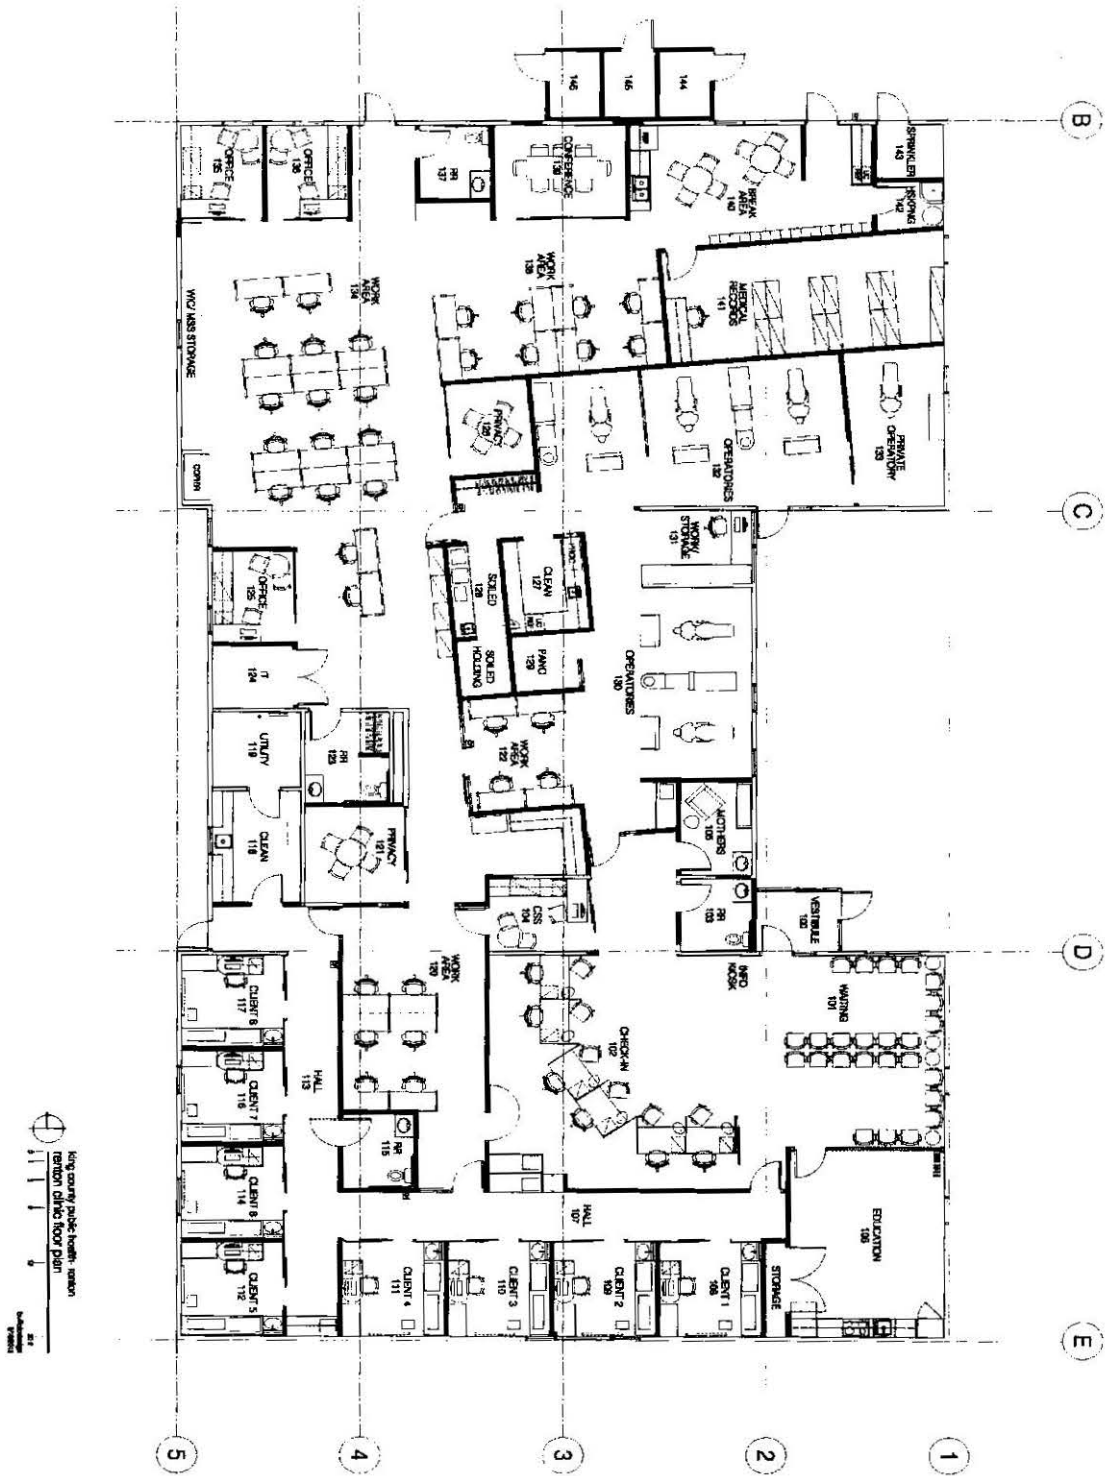 B
C
D
E
1
2
3
4
5
144
145
146
SPRINKLER
143
HSKPNG
142
BREAK
AREA
140
CONFERENCE
139
RR
137
OFFICE
136
OFFICE
135
MEDICAL
RECORDS
141
WORK
AREA
138
WORK
AREA
134
WIC/ MSS STORAGE
COPIER
PRIVATE
OPERATORY
133
OPERATORIES
132
PRIVACY
WORK/
STORAGE
131
OPERATORIES
130
CLEAN
127
SOILED
128
PANO
129
SOILED
HOLDING
WORK
AREA
122
OFFICE
125
IT
124
UTILITY
119
RR
123
CLEAN
118
PRIVACY
121
MOTHERS
105
RR
103
VESTIBULE
100
CSS
104
INFO
KIOSK
WAITING
101
CHECK-IN
102
WORK
AREA
120
HALL
113
RR
115
HALL
107
EDUCATION
106
STORAGE
CLIENT 1
108
CLIENT 2
109
CLIENT 3
110
CLIENT 4
111
CLIENT 5
112
CLIENT 8
114
CLIENT 7
116
CLIENT 6
117
king county public health- renton
renton clinic floor plan